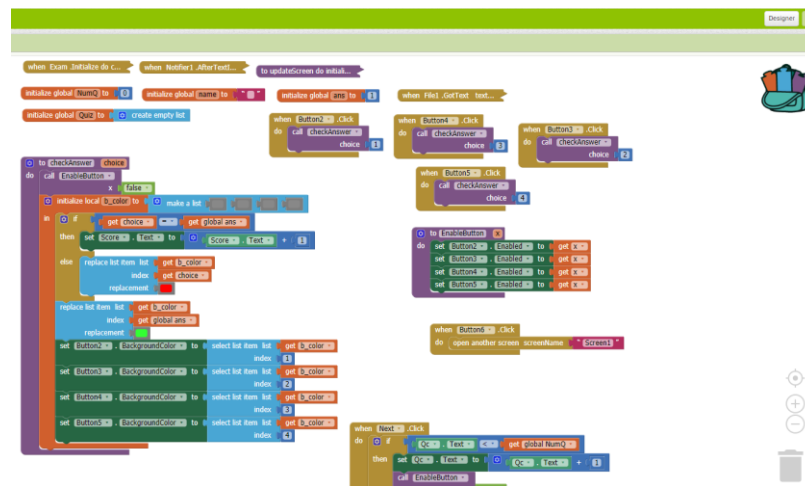 Designer
when Exam .Initialize do c...
when Notifier1 .AfterTextI...
to updateScreen do initiali...
initialize global NumQ to 0
initialize global name to " "
initialize global ans to 1
when File1 .GotText text...
initialize global Quiz to create empty list
when Button2 .Click
do call checkAnswer
choice 1
when Button4 .Click
do call checkAnswer
choice 3
when Button3 .Click
do call checkAnswer
choice 2
when Button5 .Click
do call checkAnswer
choice 4
to checkAnswer choice
do call EnableButton
x false
initialize local b_color to make a list
in if get choice = get global ans
then set Score . Text to Score . Text + 1
else replace list item list get b_color
index get choice
replacement
replace list item list get b_color
index get global ans
replacement
set Button2 . BackgroundColor to select list item list get b_color
index 1
set Button3 . BackgroundColor to select list item list get b_color
index 2
set Button4 . BackgroundColor to select list item list get b_color
index 3
set Button5 . BackgroundColor to select list item list get b_color
index 4
to EnableButton x
do set Button2 . Enabled to get x
set Button3 . Enabled to get x
set Button4 . Enabled to get x
set Button5 . Enabled to get x
when Button6 .Click
do open another screen screenName " Screen1 "
when Next .Click
do if Qc . Text < get global NumQ
then set Qc . Text to Qc . Text + 1
call EnableButton